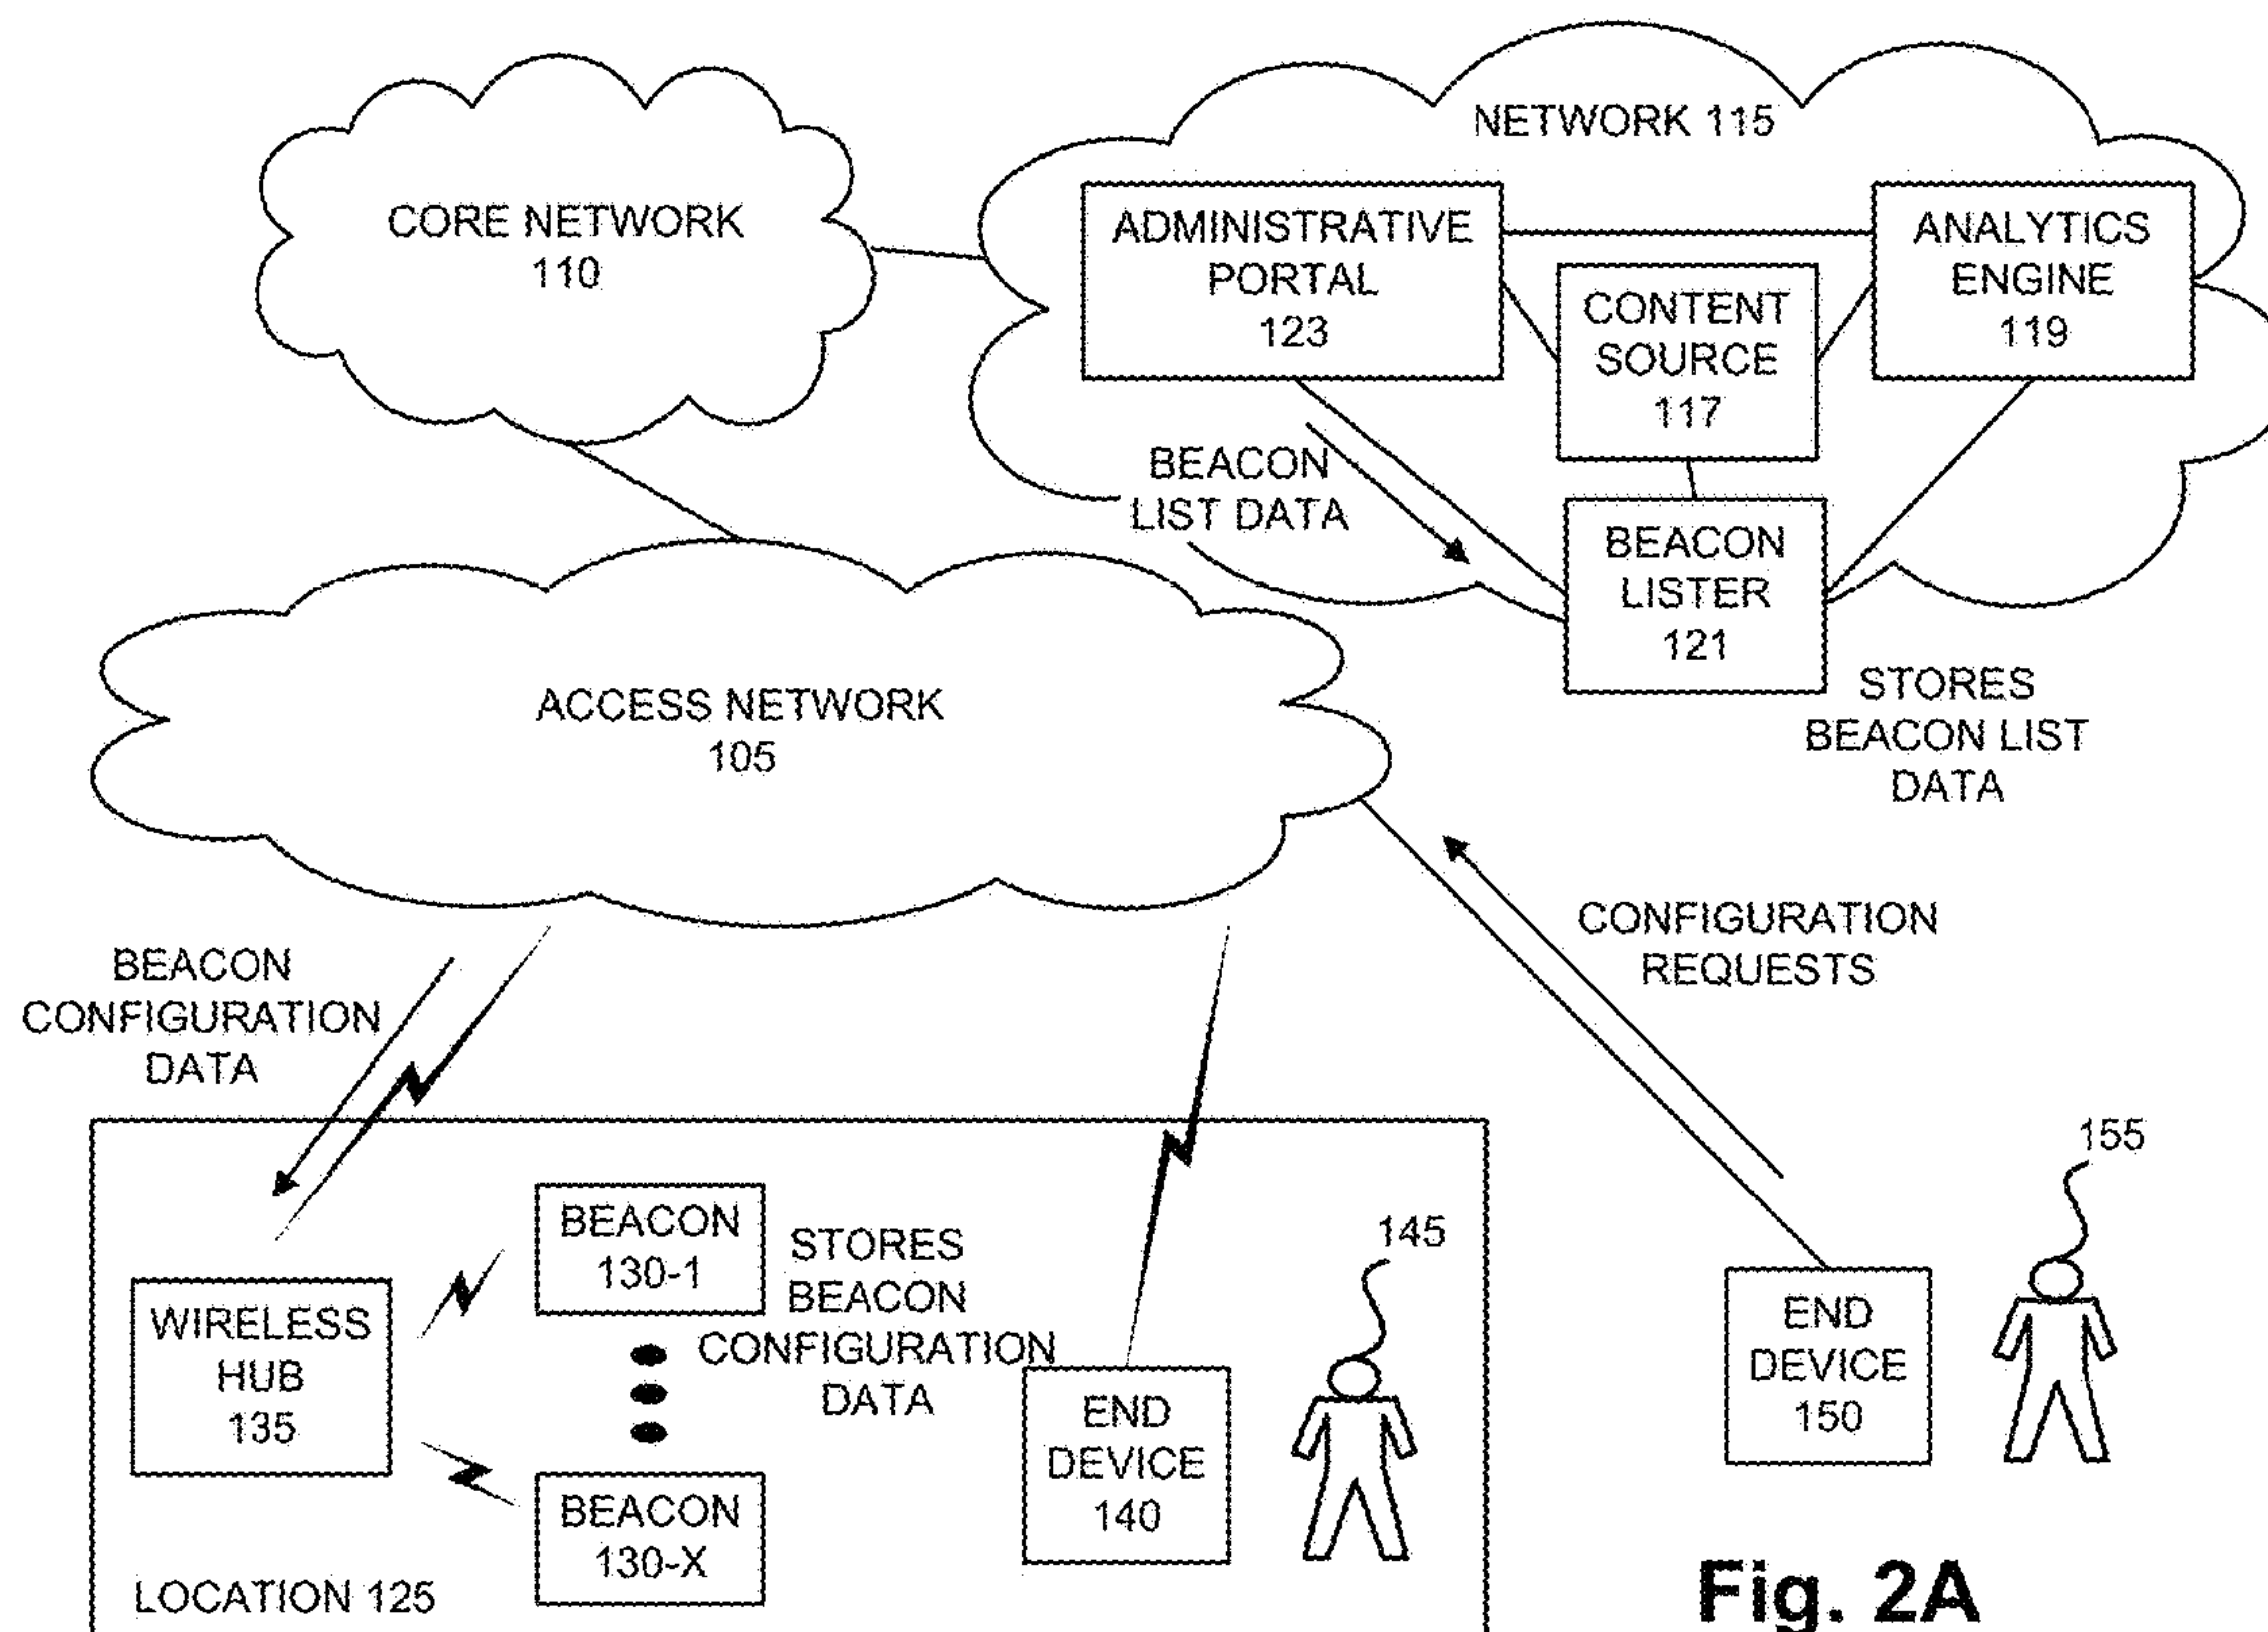 NETWORK 115
CORE NETWORK
110
ADMINISTRATIVE
PORTAL
123
CONTENT
SOURCE
117
ANALYTICS
ENGINE
119
BEACON
LIST DATA
BEACON
LISTER
121
STORES
BEACON LIST
DATA
ACCESS NETWORK
105
CONFIGURATION
REQUESTS
BEACON
CONFIGURATION
DATA
WIRELESS
HUB
135
BEACON
130-1
STORES
BEACON
CONFIGURATION
DATA
BEACON
130-X
END
DEVICE
140
145
END
DEVICE
150
155
LOCATION 125
Fig. 2A